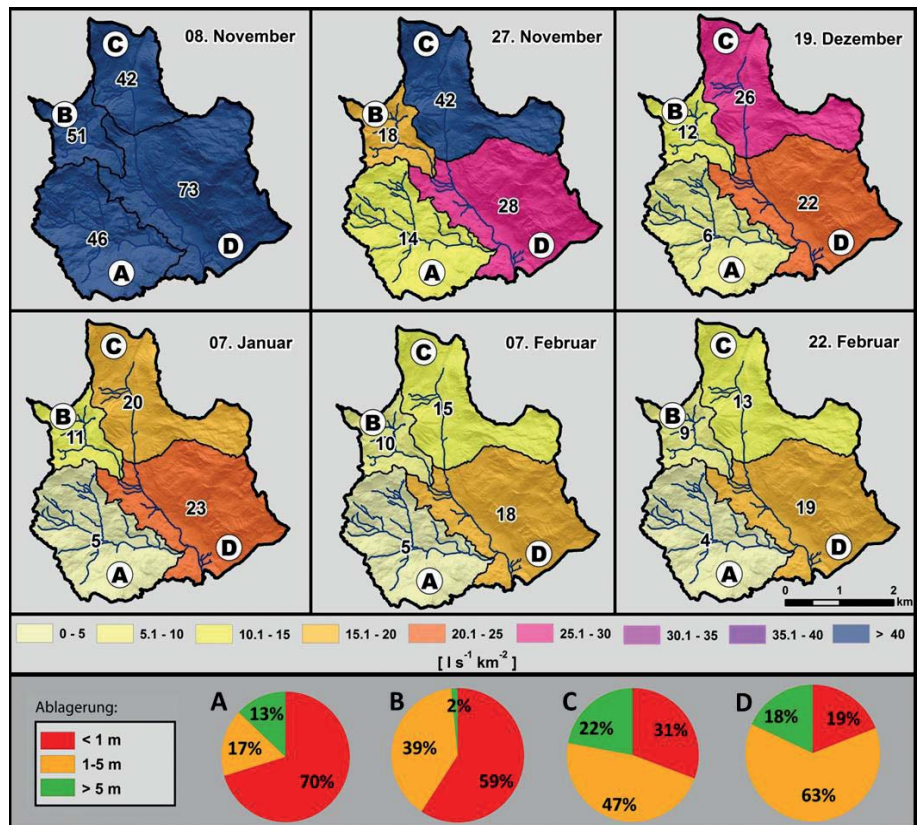 08. November
C
42
B
51
73
46
D
A
27. November
C
42
B
18
28
14
D
A
19. Dezember
C
26
B
12
22
6
D
A
07. Januar
C
20
B
11
23
5
D
A
07. Februar
C
15
B
10
18
5
D
A
22. Februar
C
13
B
9
19
4
D
A
0 1 2
km
0 - 5 5.1 - 10 10.1 - 15 15.1 - 20 20.1 - 25 25.1 - 30 30.1 - 35 35.1 - 40 > 40
[ l s⁻¹ km⁻² ]
Ablagerung:
< 1 m
1-5 m
> 5 m
A
13%
17%
70%
B
2%
39%
59%
C
22%
31%
47%
D
18%
19%
63%